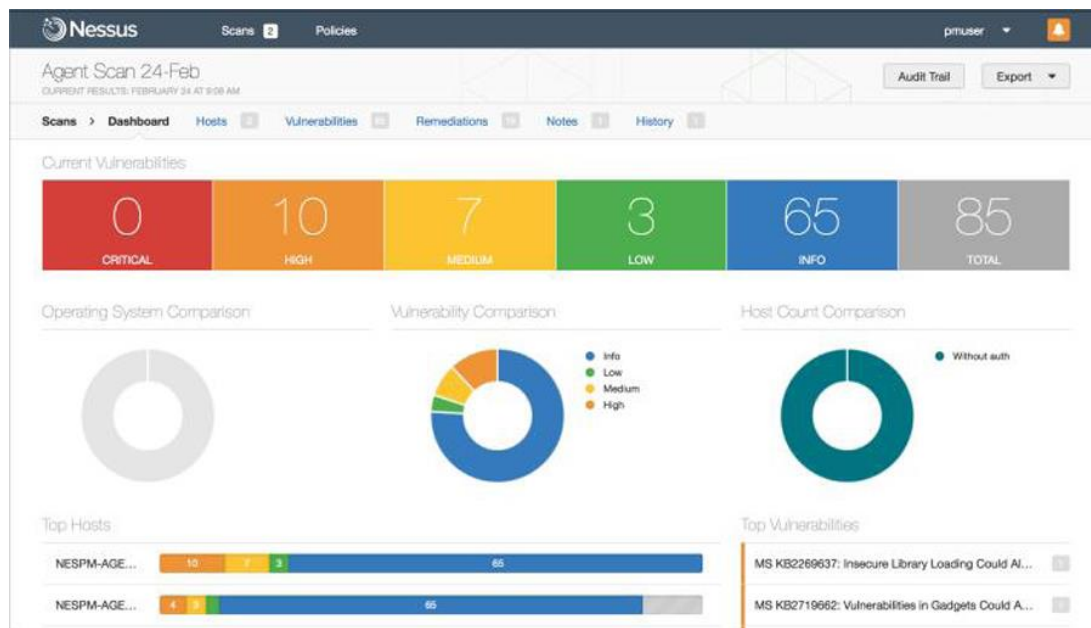 Nessus Scans 2 Policies pmuser
Agent Scan 24-Feb
CURRENT RESULTS: FEBRUARY 24 AT 9:08 AM
Audit Trail Export
Scans > Dashboard Hosts Vulnerabilities Remediations Notes History
Current Vulnerabilities
0 10 7 3 65 85
CRITICAL HIGH MEDIUM LOW INFO TOTAL
Operating System Comparison
Vulnerability Comparison
Info
Low
Medium
High
Host Count Comparison
Without auth
Top Hosts
NESPM-AGE... 10 7 3 65
NESPM-AGE... 4 65
Top Vulnerabilities
MS KB2269637: Insecure Library Loading Could Al...
MS KB2719662: Vulnerabilities in Gadgets Could A...